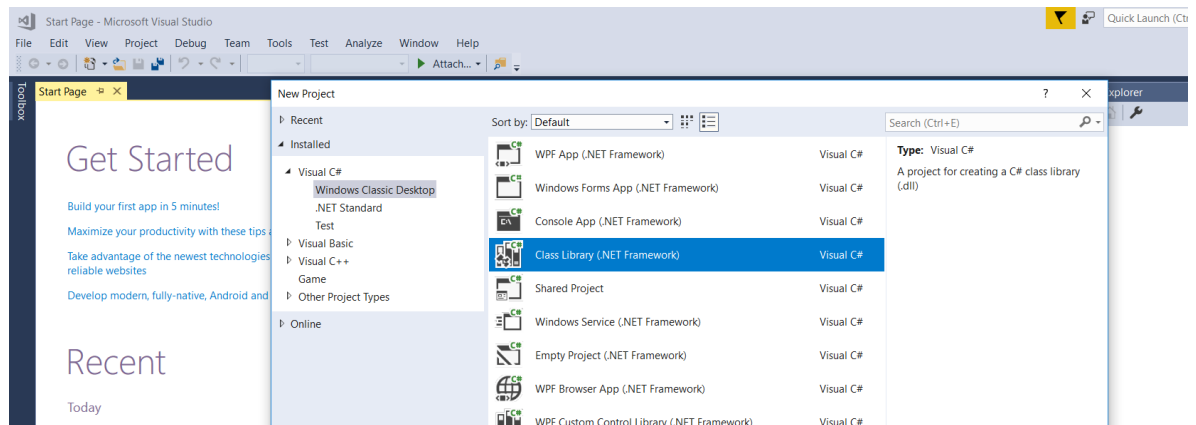 Start Page - Microsoft Visual Studio
Quick Launch (Ctr
File Edit View Project Debug Team Tools Test Analyze Window Help
Attach...
Toolbox
Start Page
New Project
?
xplorer
Recent
Installed
Visual C#
Windows Classic Desktop
.NET Standard
Test
Visual Basic
Visual C++
Game
Other Project Types
Online
Sort by: Default
Search (Ctrl+E)
C# WPF App (.NET Framework) Visual C#
C# Windows Forms App (.NET Framework) Visual C#
C# Console App (.NET Framework) Visual C#
C# Class Library (.NET Framework) Visual C#
C# Shared Project Visual C#
C# Windows Service (.NET Framework) Visual C#
C# Empty Project (.NET Framework) Visual C#
C# WPF Browser App (.NET Framework) Visual C#
C# WPF Custom Control Library (.NET Framework) Visual C#
Type: Visual C#
A project for creating a C# class library
(.dll)
Get Started
Build your first app in 5 minutes!
Maximize your productivity with these tips a
Take advantage of the newest technologies
reliable websites
Develop modern, fully-native, Android and
Recent
Today